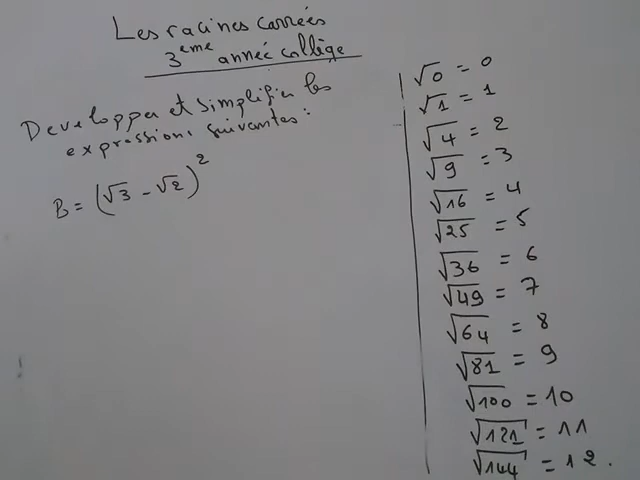 Les racines carrées
3eme année collège
Developper et simplifier les
expressions suivantes:
B = (√3 - √2)²
√0 = 0
√1 = 1
√4 = 2
√9 = 3
√16 = 4
√25 = 5
√36 = 6
√49 = 7
√64 = 8
√81 = 9
√100 = 10
√121 = 11
√144 = 12.